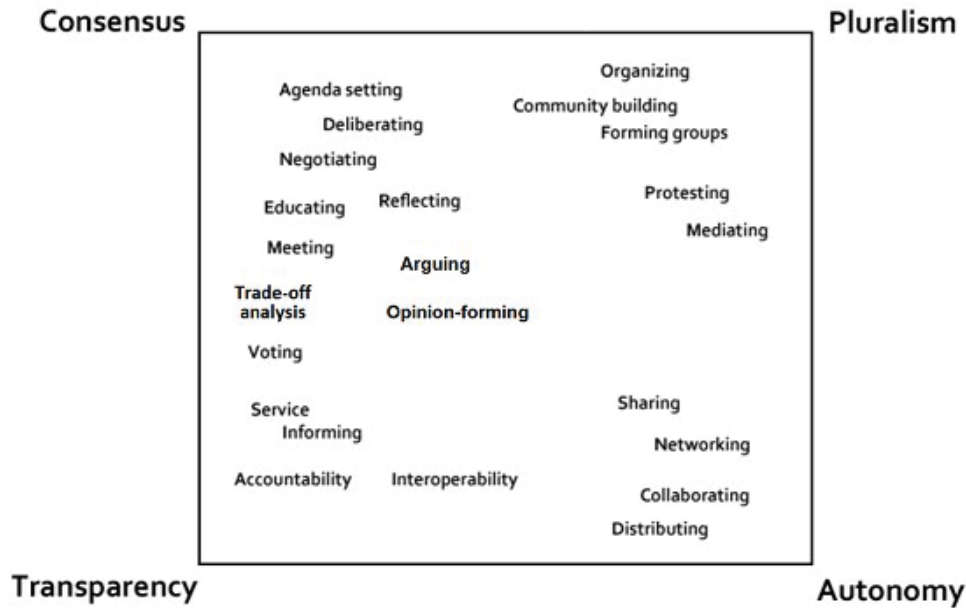 Consensus
Pluralism
Organizing
Agenda setting
Community building
Deliberating
Forming groups
Negotiating
Protesting
Reflecting
Educating
Mediating
Meeting
Arguing
Trade-off
analysis
Opinion-forming
Voting
Sharing
Service
Informing
Networking
Accountability
Interoperability
Collaborating
Distributing
Transparency
Autonomy